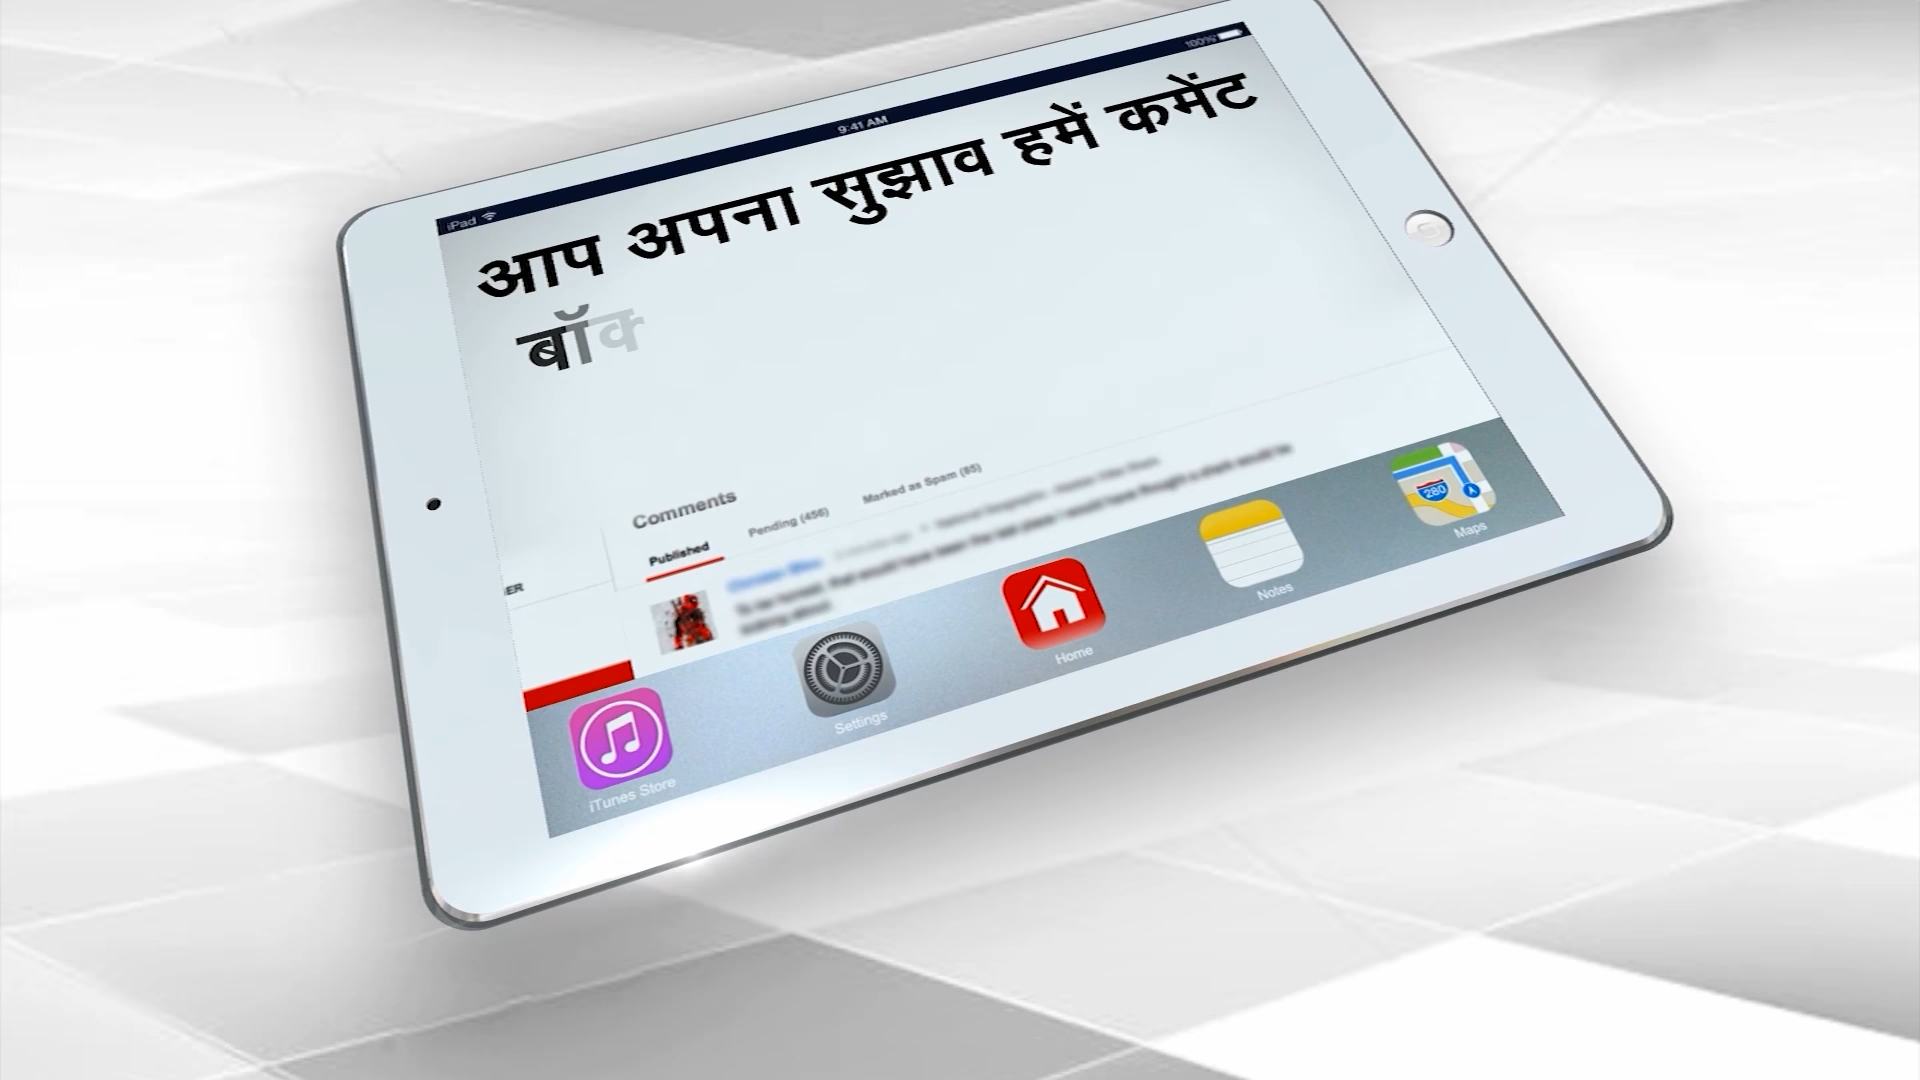 iPad
9:41 AM
100%
आप अपना सुझाव हमें कमेंट
बॉक
Comments
Published
Pending (456)
Marked as Spam (85)
280
iTunes Store
Settings
Home
Notes
Maps